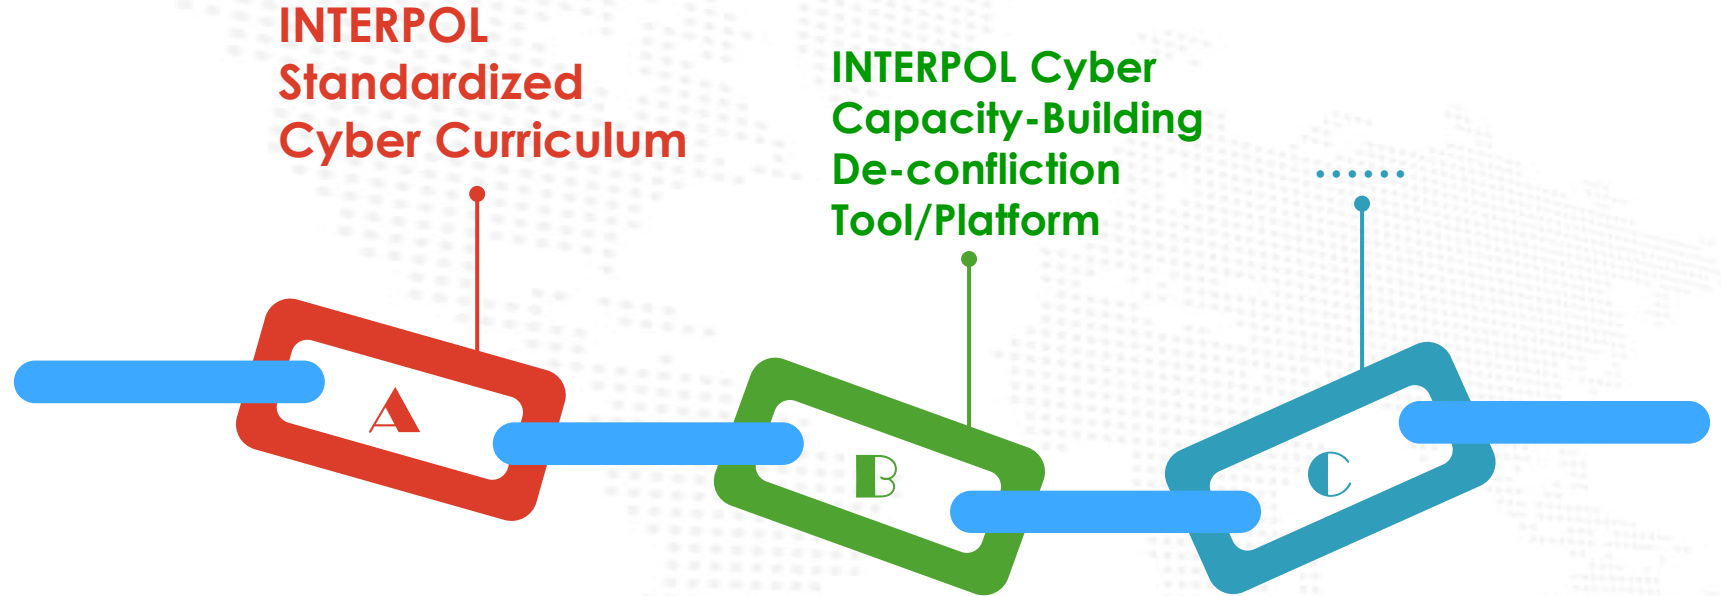 INTERPOL
Standardized
Cyber Curriculum
INTERPOL Cyber
Capacity-Building
De-confliction
Tool/Platform
......
A
B
C